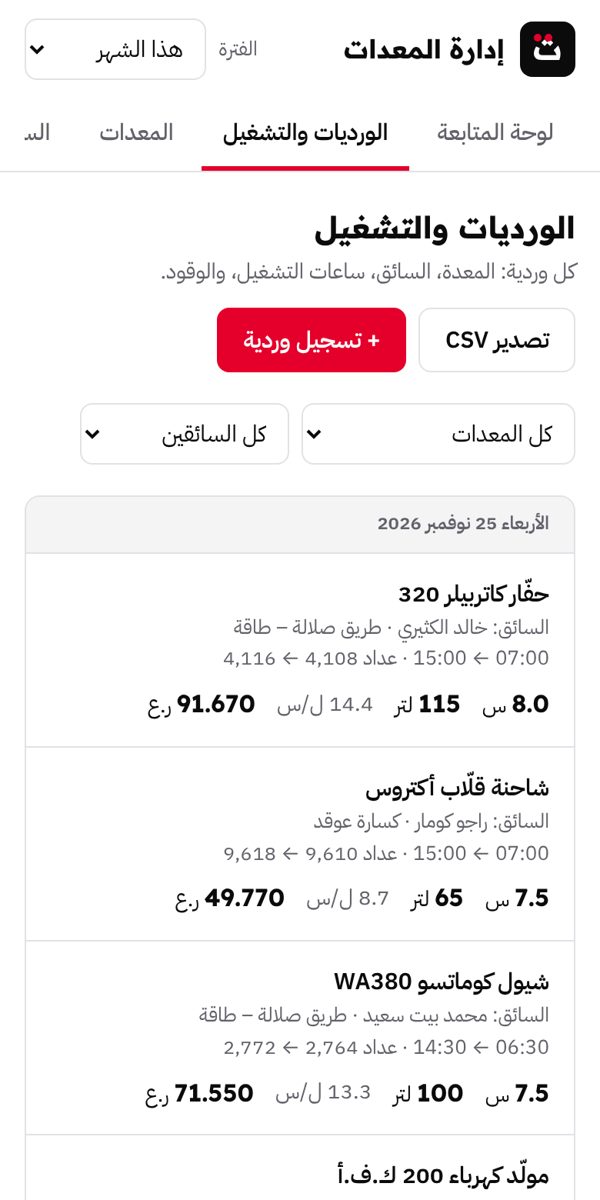 ت
إدارة المعدات
الفترة
هذا الشهر
لوحة المتابعة
الورديات والتشغيل
المعدات
الورديات والتشغيل
كل وردية: المعدة، السائق، ساعات التشغيل، والوقود.
تصدير CSV
+ تسجيل وردية
كل المعدات
كل السائقين
الأربعاء 25 نوفمبر 2026
حفّار كاتربيلر 320
السائق: خالد الكثيري · طريق صلالة – طاقة
07:00 ← 15:00 · عداد 4,108 ← 4,116
8.0 س 115 لتر 14.4 ل/س 91.670 ر.ع
شاحنة قلّاب أكتروس
السائق: راجو كومار · كسارة عوقد
07:00 ← 15:00 · عداد 9,610 ← 9,618
7.5 س 65 لتر 8.7 ل/س 49.770 ر.ع
شيول كوماتسو WA380
السائق: محمد بيت سعيد · طريق صلالة – طاقة
06:30 ← 14:30 · عداد 2,764 ← 2,772
7.5 س 100 لتر 13.3 ل/س 71.550 ر.ع
مولّد كهرباء 200 ك.ف.أ